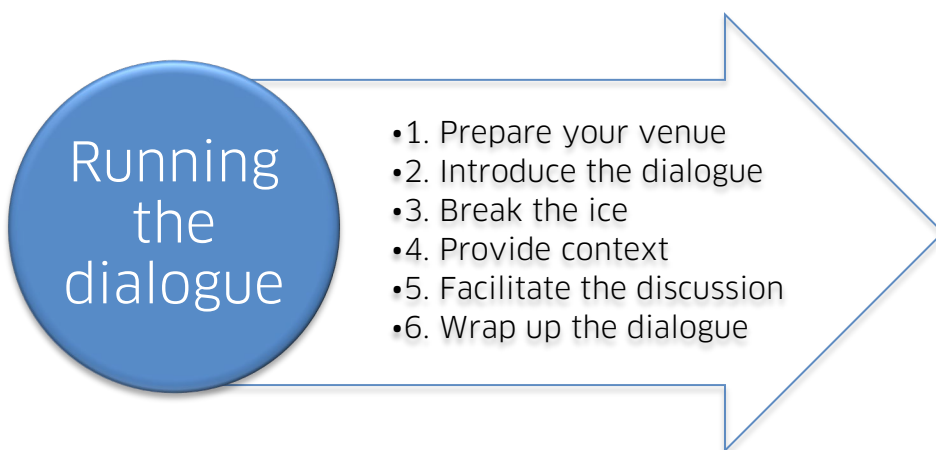 Running
the
dialogue
•1. Prepare your venue
•2. Introduce the dialogue
•3. Break the ice
•4. Provide context
•5. Facilitate the discussion
•6. Wrap up the dialogue